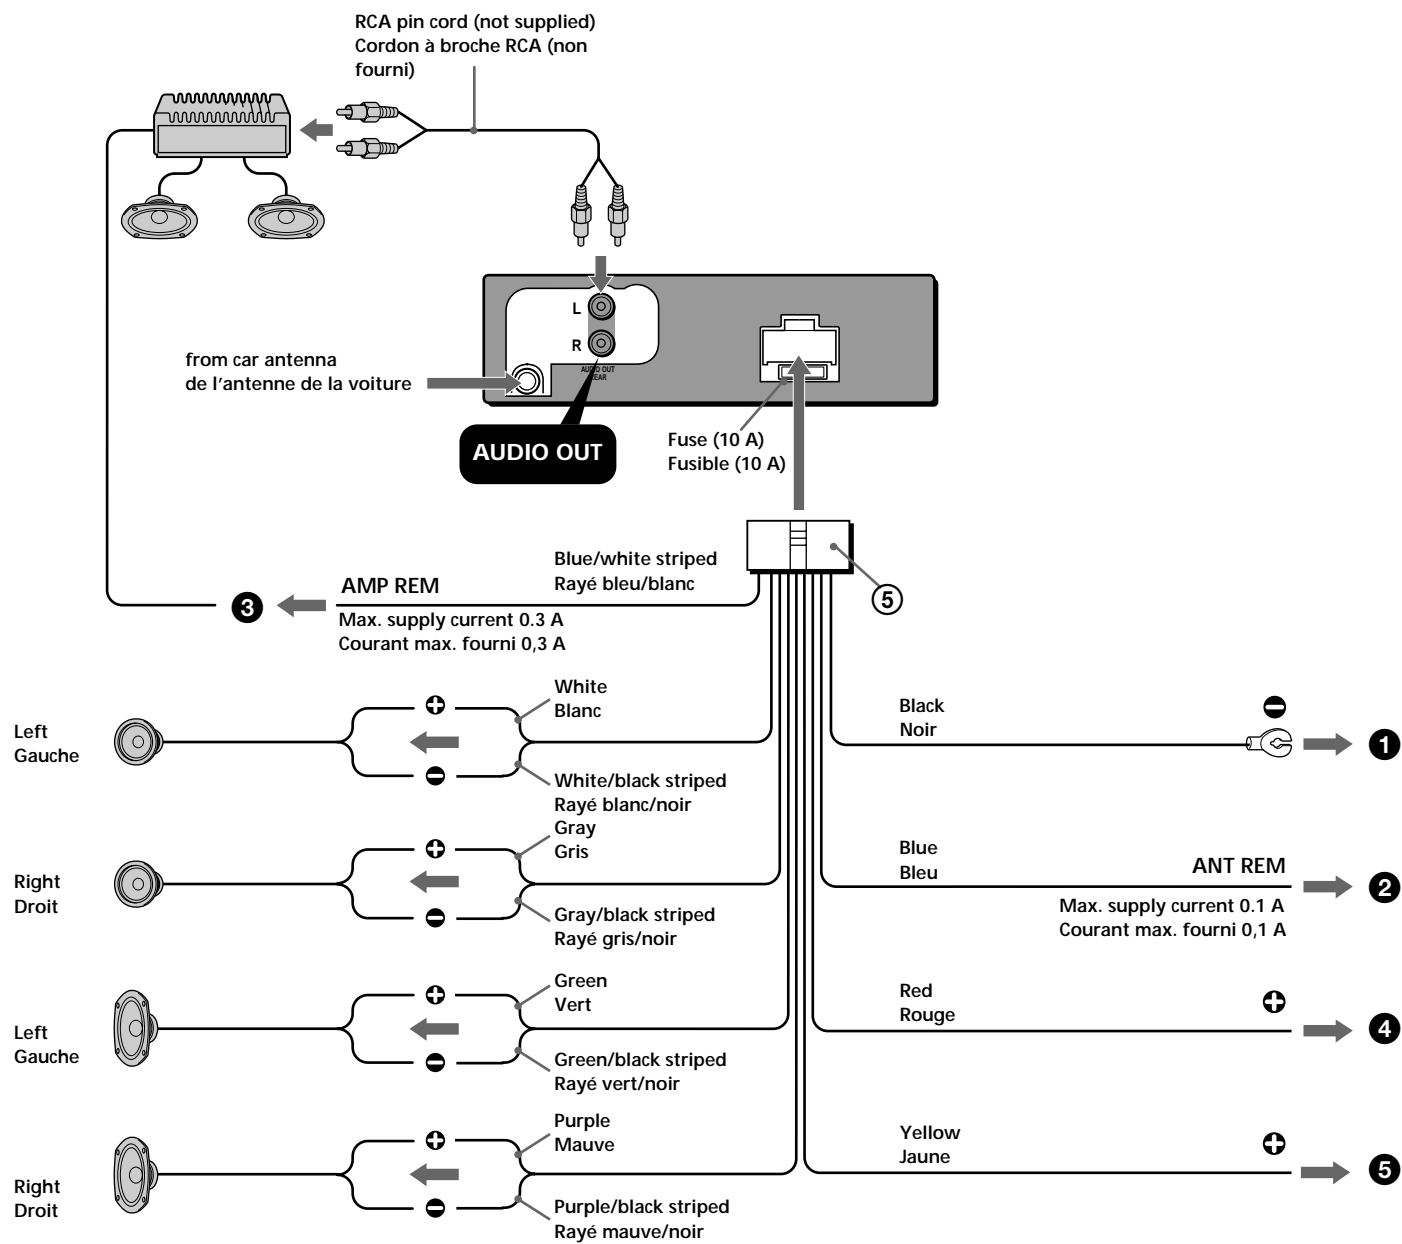 RCA pin cord (not supplied)
Cordon à broche RCA (non
fourni)
L
R
AUDIO OUT
REAR
from car antenna
de l'antenne de la voiture
AUDIO OUT
Fuse (10 A)
Fusible (10 A)
Blue/white striped
Rayé bleu/blanc
5
AMP REM
3
Max. supply current 0.3 A
Courant max. fourni 0,3 A
White
Blanc
Left
Gauche
White/black striped
Rayé blanc/noir
Black
Noir
1
Gray
Gris
Right
Droit
Gray/black striped
Rayé gris/noir
Blue
Bleu
ANT REM
2
Max. supply current 0.1 A
Courant max. fourni 0,1 A
Green
Vert
Left
Gauche
Green/black striped
Rayé vert/noir
Red
Rouge
4
Purple
Mauve
Right
Droit
Purple/black striped
Rayé mauve/noir
Yellow
Jaune
5